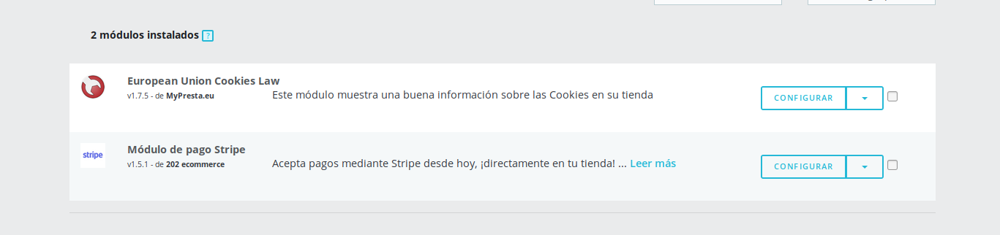 2 módulos instalados ?
European Union Cookies Law
v1.7.5 - de MyPresta.eu
Este módulo muestra una buena información sobre las Cookies en su tienda
CONFIGURAR
stripe
Módulo de pago Stripe
v1.5.1 - de 202 ecommerce
Acepta pagos mediante Stripe desde hoy, ¡directamente en tu tienda! ... Leer más
CONFIGURAR